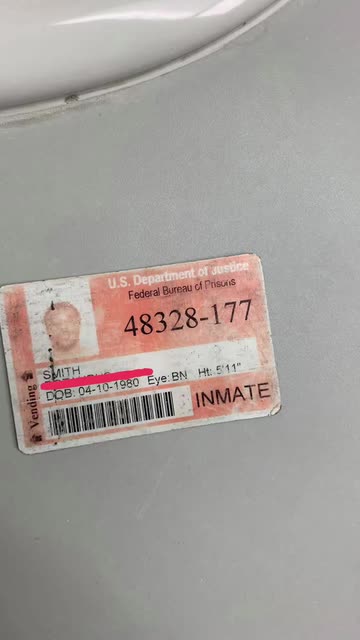 U.S. Department of Justice
Federal Bureau of Prisons
48328-177
SMITH
DOB: 04-10-1980 Eye: BN Ht: 5'11"
INMATE
Vending